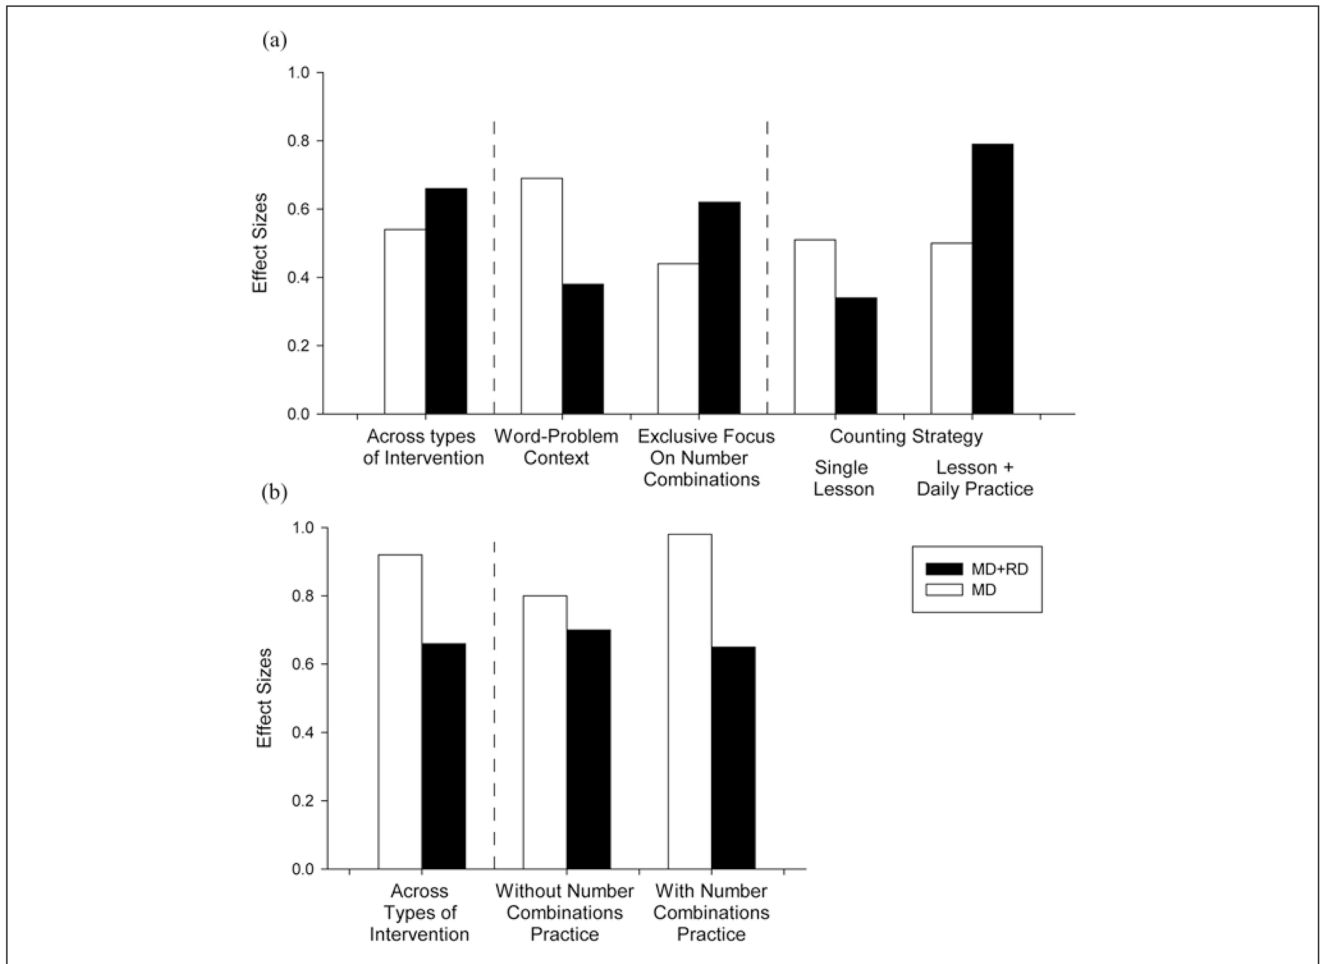 (a)
1.0
0.8
0.6
0.4
0.2
0.0
Effect Sizes
Across types
of Intervention
Word-Problem
Context
Exclusive Focus
On Number
Combinations
Counting Strategy
Single
Lesson
Lesson +
Daily Practice
(b)
1.0
0.8
0.6
0.4
0.2
0.0
Effect Sizes
Across
Types of
Intervention
Without Number
Combinations
Practice
With Number
Combinations
Practice
MD+RD
MD